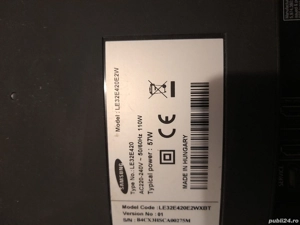 Model : LE32E420E2W
SAMSUNG
Type No : LE32E420
AC220-240V~ 50/60Hz 110W
Typical power : 57W
MADE IN
HUNGARY
Model Code : LE32E420E2WXBT
Version No : 01
S/N :
publi24.ro